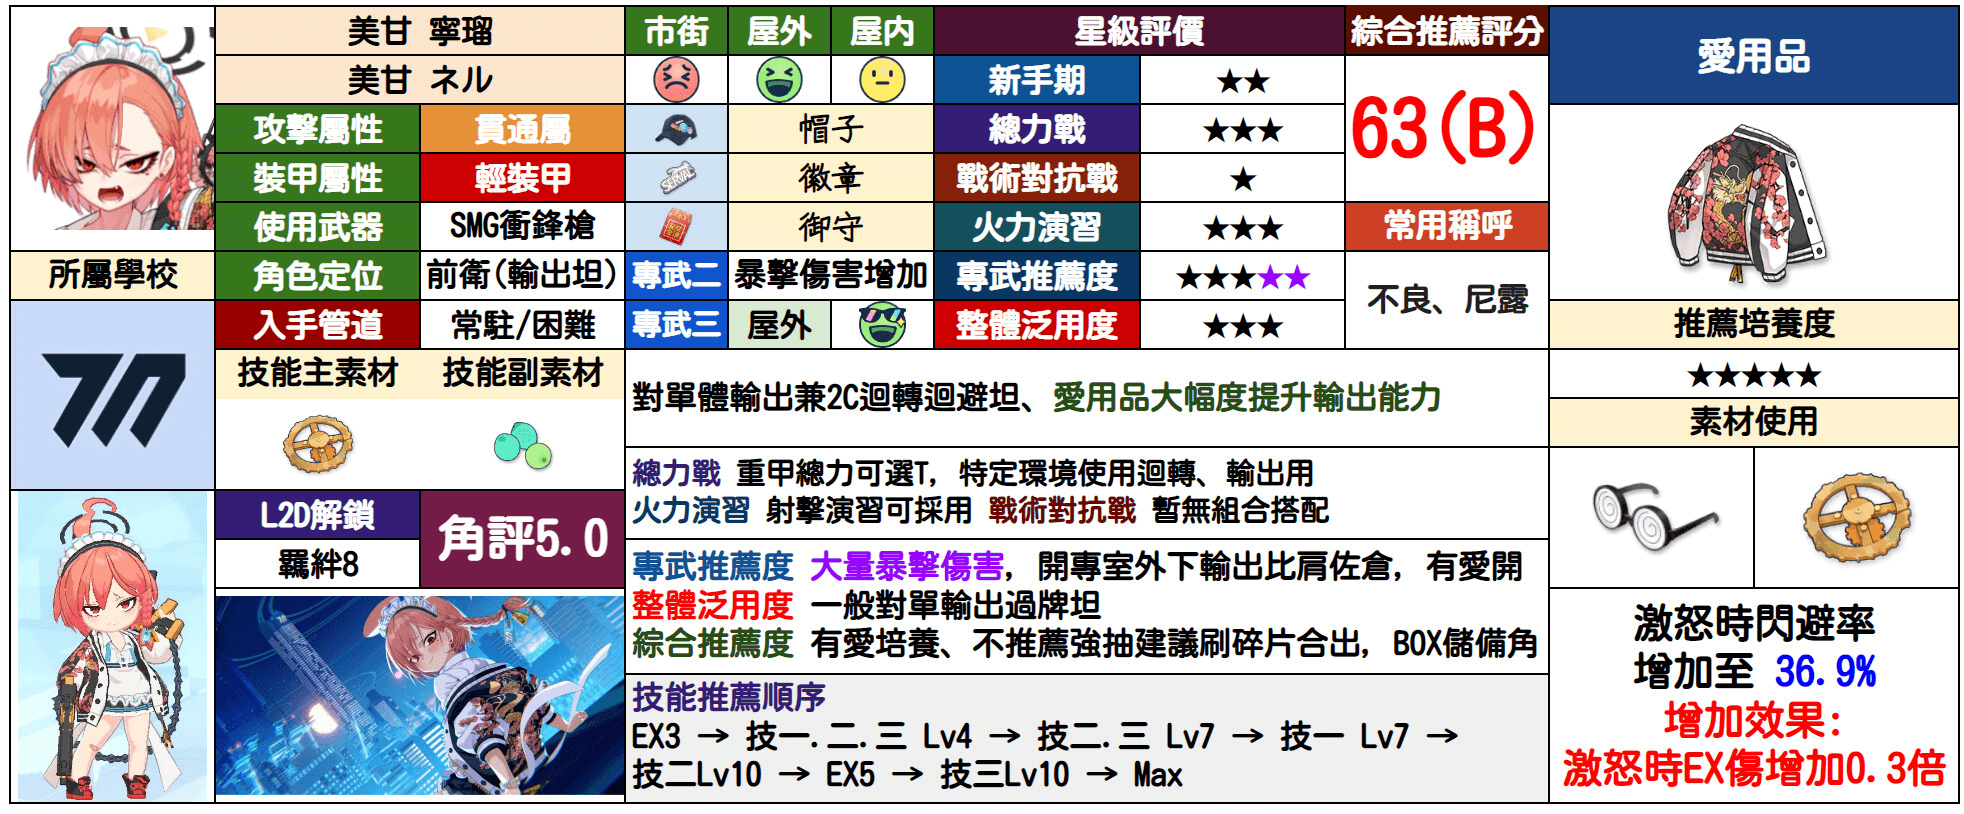 美甘 寧瑠
美甘 ネル
攻擊屬性 貫通屬
裝甲屬性 輕裝甲
使用武器 SMG衝鋒槍
角色定位 前衛(輸出坦)
入手管道 常駐/困難
所屬學校
技能主素材 技能副素材
L2D解鎖
羈絆8
角評5.0
市街 屋外 屋內
帽子
徽章
SERVAL
御守
專武二 暴擊傷害增加
專武三 屋外
星級評價
新手期 ★★
總力戰 ★★★
戰術對抗戰 ★
火力演習 ★★★
專武推薦度 ★★★★★
整體泛用度 ★★★
綜合推薦評分
63(B)
常用稱呼
不良、尼露
對單體輸出兼2C迴轉迴避坦、愛用品大幅度提升輸出能力
總力戰 重甲總力可選T, 特定環境使用迴轉、輸出用
火力演習 射擊演習可採用 戰術對抗戰 暫無組合搭配
專武推薦度 大量暴擊傷害, 開專室外下輸出比肩佐倉, 有愛開
整體泛用度 一般對單輸出過牌坦
綜合推薦度 有愛培養、不推薦強抽建議刷碎片合出, BOX儲備角
技能推薦順序
EX3 → 技一.二.三 Lv4 → 技二.三 Lv7 → 技一 Lv7 →
技二Lv10 → EX5 → 技三Lv10 → Max
愛用品
推薦培養度
★★★★★
素材使用
激怒時閃避率
增加至 36.9%
增加效果:
激怒時EX傷增加0.3倍